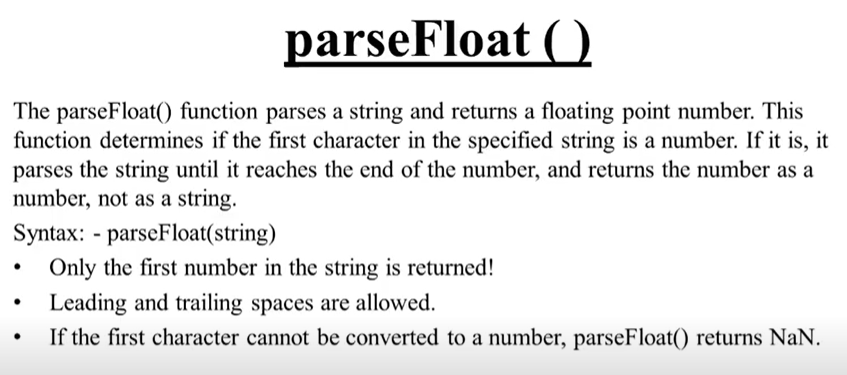 parseFloat ( )
The parseFloat() function parses a string and returns a floating point number. This
function determines if the first character in the specified string is a number. If it is, it
parses the string until it reaches the end of the number, and returns the number as a
number, not as a string.
Syntax: - parseFloat(string)
• Only the first number in the string is returned!
• Leading and trailing spaces are allowed.
• If the first character cannot be converted to a number, parseFloat() returns NaN.